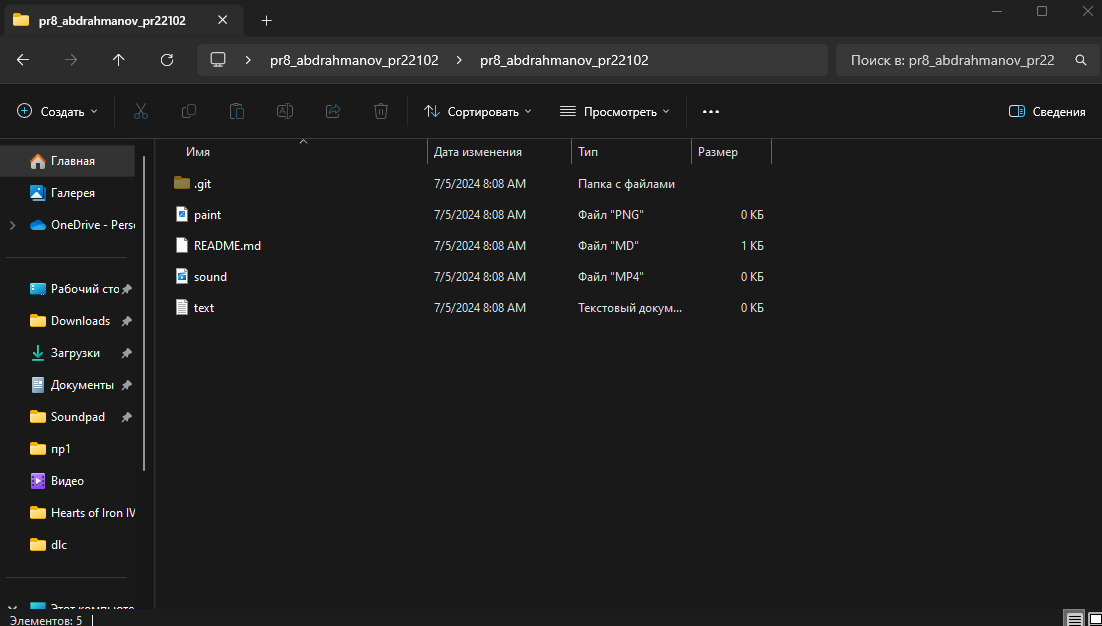 pr8_abdrahmanov_pr22102
pr8_abdrahmanov_pr22102 pr8_abdrahmanov_pr22102 Поиск в: pr8_abdrahmanov_pr22
Создать Сортировать Просмотреть Сведения
Имя Дата изменения Тип Размер
.git 7/5/2024 8:08 AM Папка с файлами
paint 7/5/2024 8:08 AM Файл "PNG" 0 КБ
README.md 7/5/2024 8:08 AM Файл "MD" 1 КБ
sound 7/5/2024 8:08 AM Файл "MP4" 0 КБ
text 7/5/2024 8:08 AM Текстовый докум... 0 КБ
Главная
Галерея
OneDrive - Perso
Рабочий сто
Downloads
Загрузки
Документы
Soundpad
пр1
Видео
Hearts of Iron IV
dlc
Этот компьюте
Элементов: 5